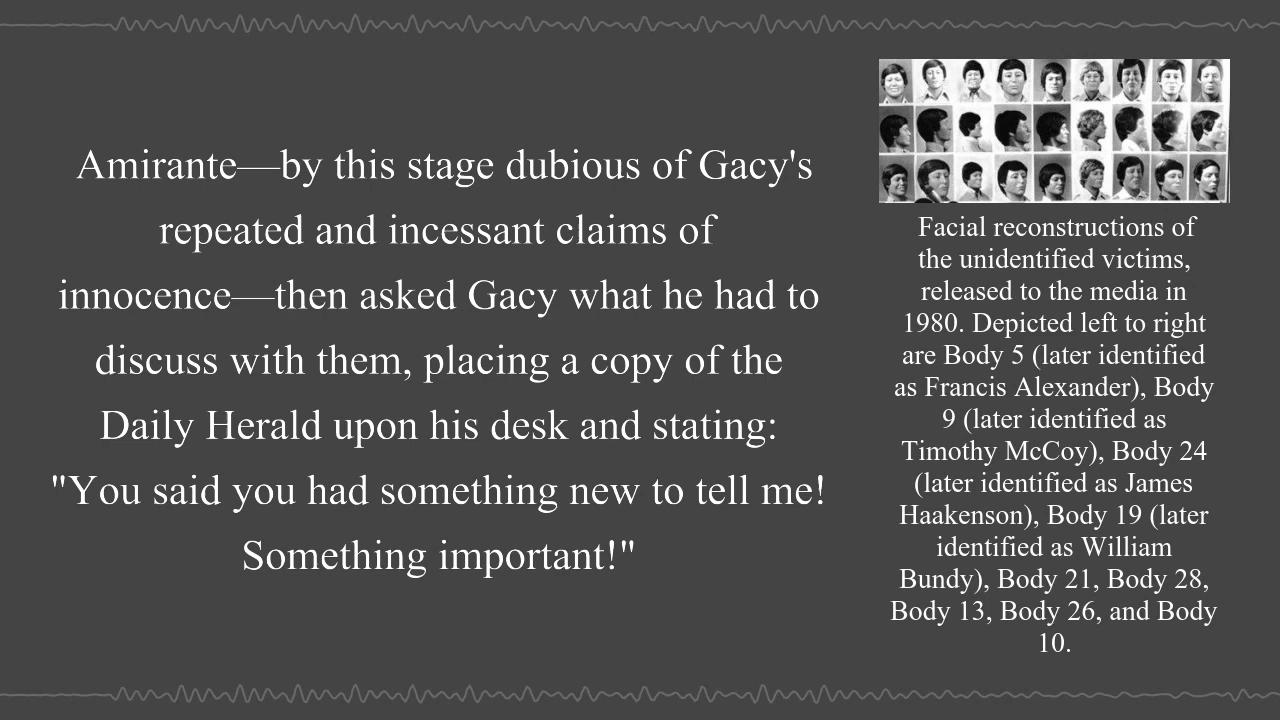 Amirante—by this stage dubious of Gacy's
repeated and incessant claims of
innocence—then asked Gacy what he had to
discuss with them, placing a copy of the
Daily Herald upon his desk and stating:
"You said you had something new to tell me!
Something important!"
Facial reconstructions of
the unidentified victims,
released to the media in
1980. Depicted left to right
are Body 5 (later identified
as Francis Alexander), Body
9 (later identified as
Timothy McCoy), Body 24
(later identified as James
Haakenson), Body 19 (later
identified as William
Bundy), Body 21, Body 28,
Body 13, Body 26, and Body
10.